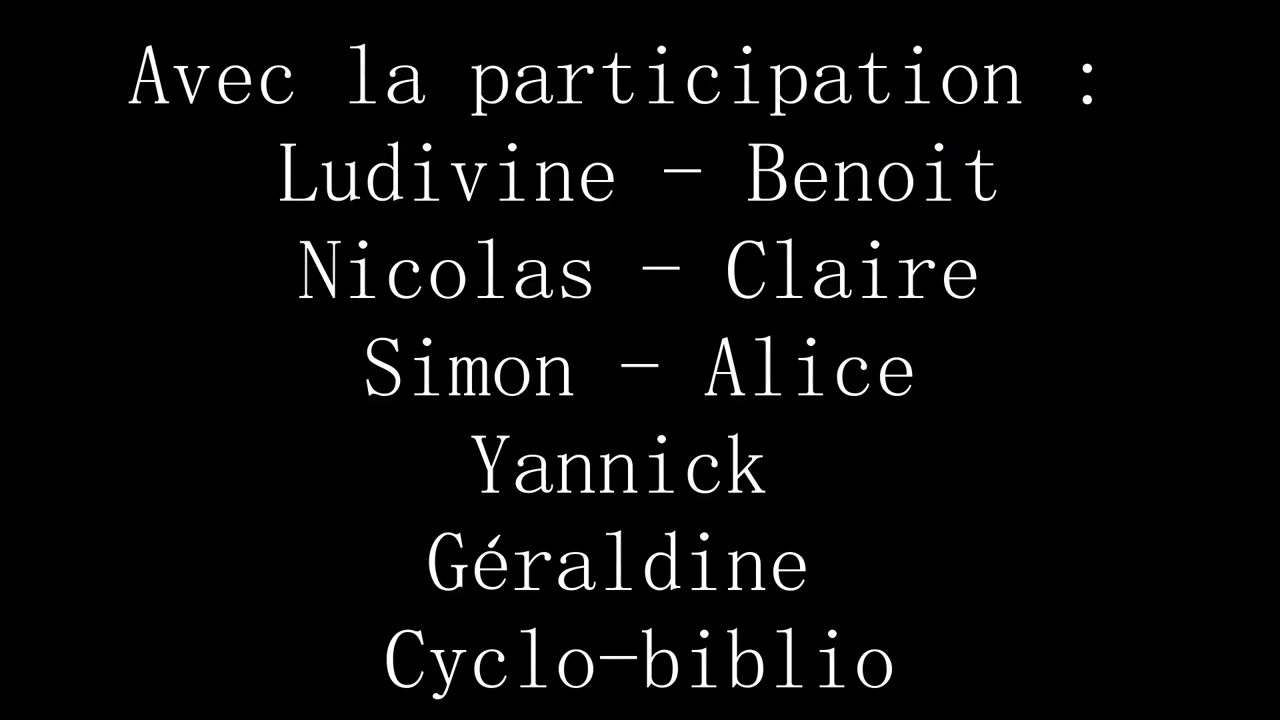 Avec la participation :
Ludivine - Benoit
Nicolas - Claire
Simon - Alice
Yannick
Géraldine
Cyclo-biblio